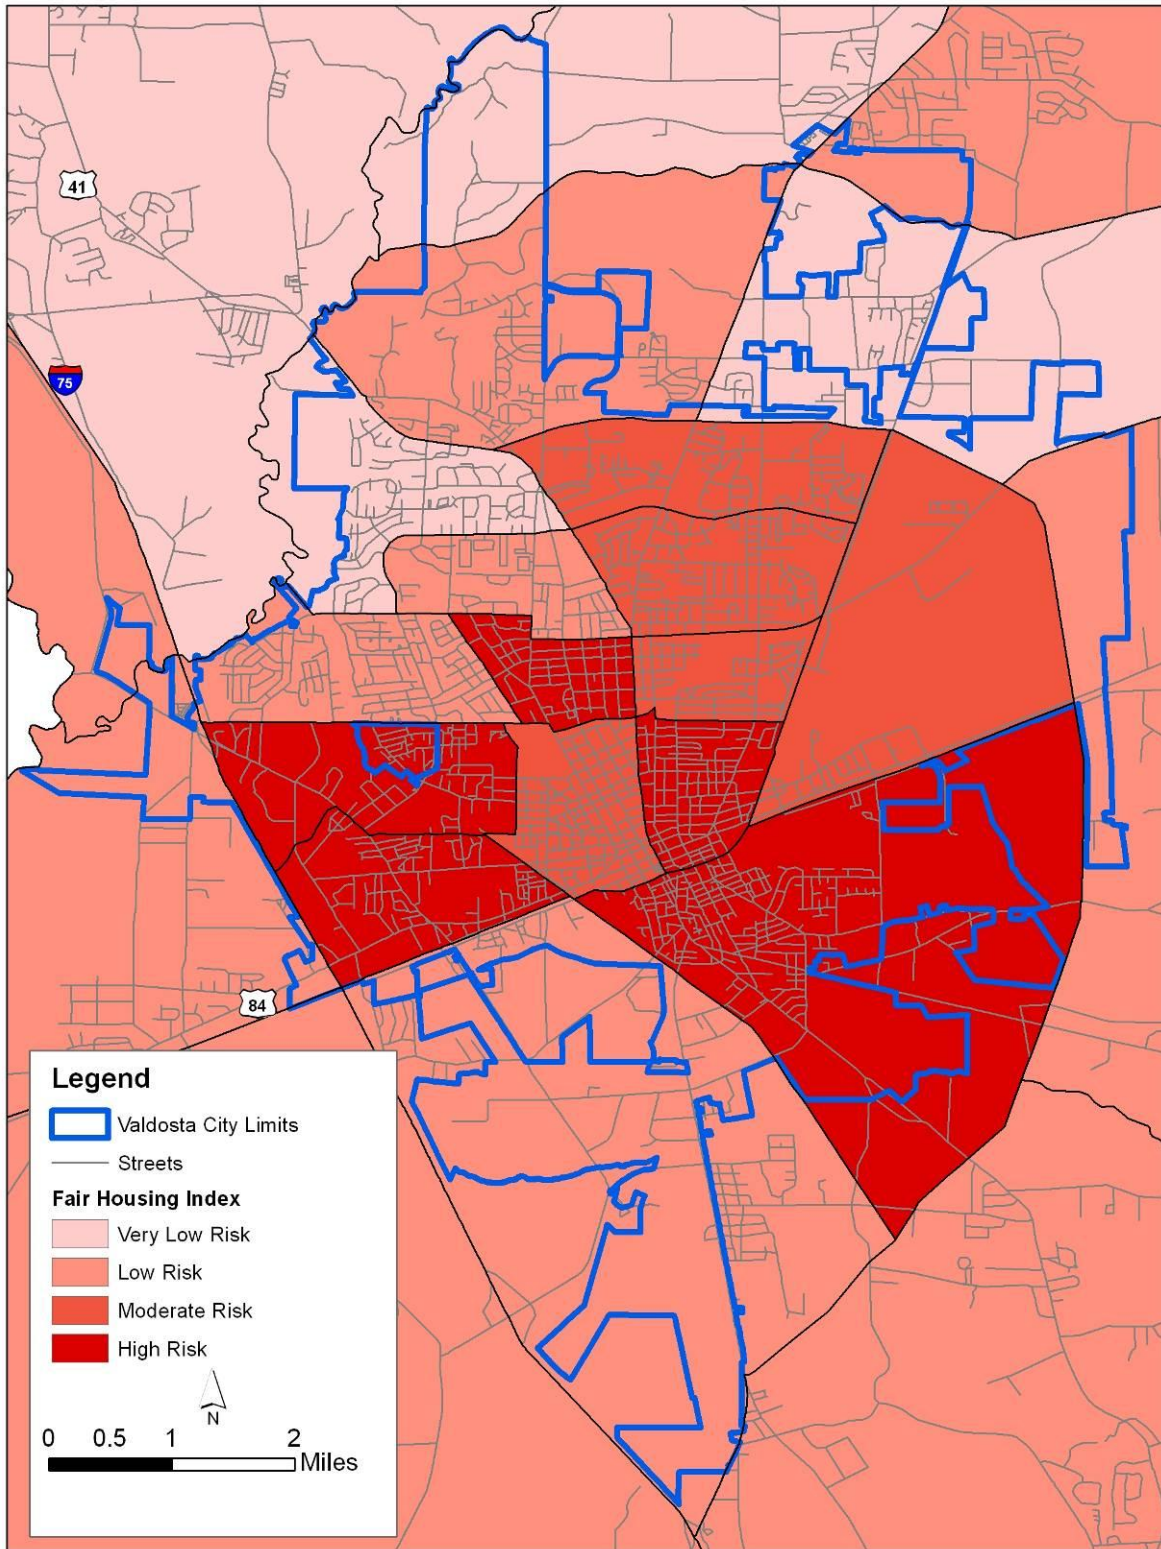 41
75
84
Legend
Valdosta City Limits
Streets
Fair Housing Index
Very Low Risk
Low Risk
Moderate Risk
High Risk
N
0 0.5 1 2
Miles